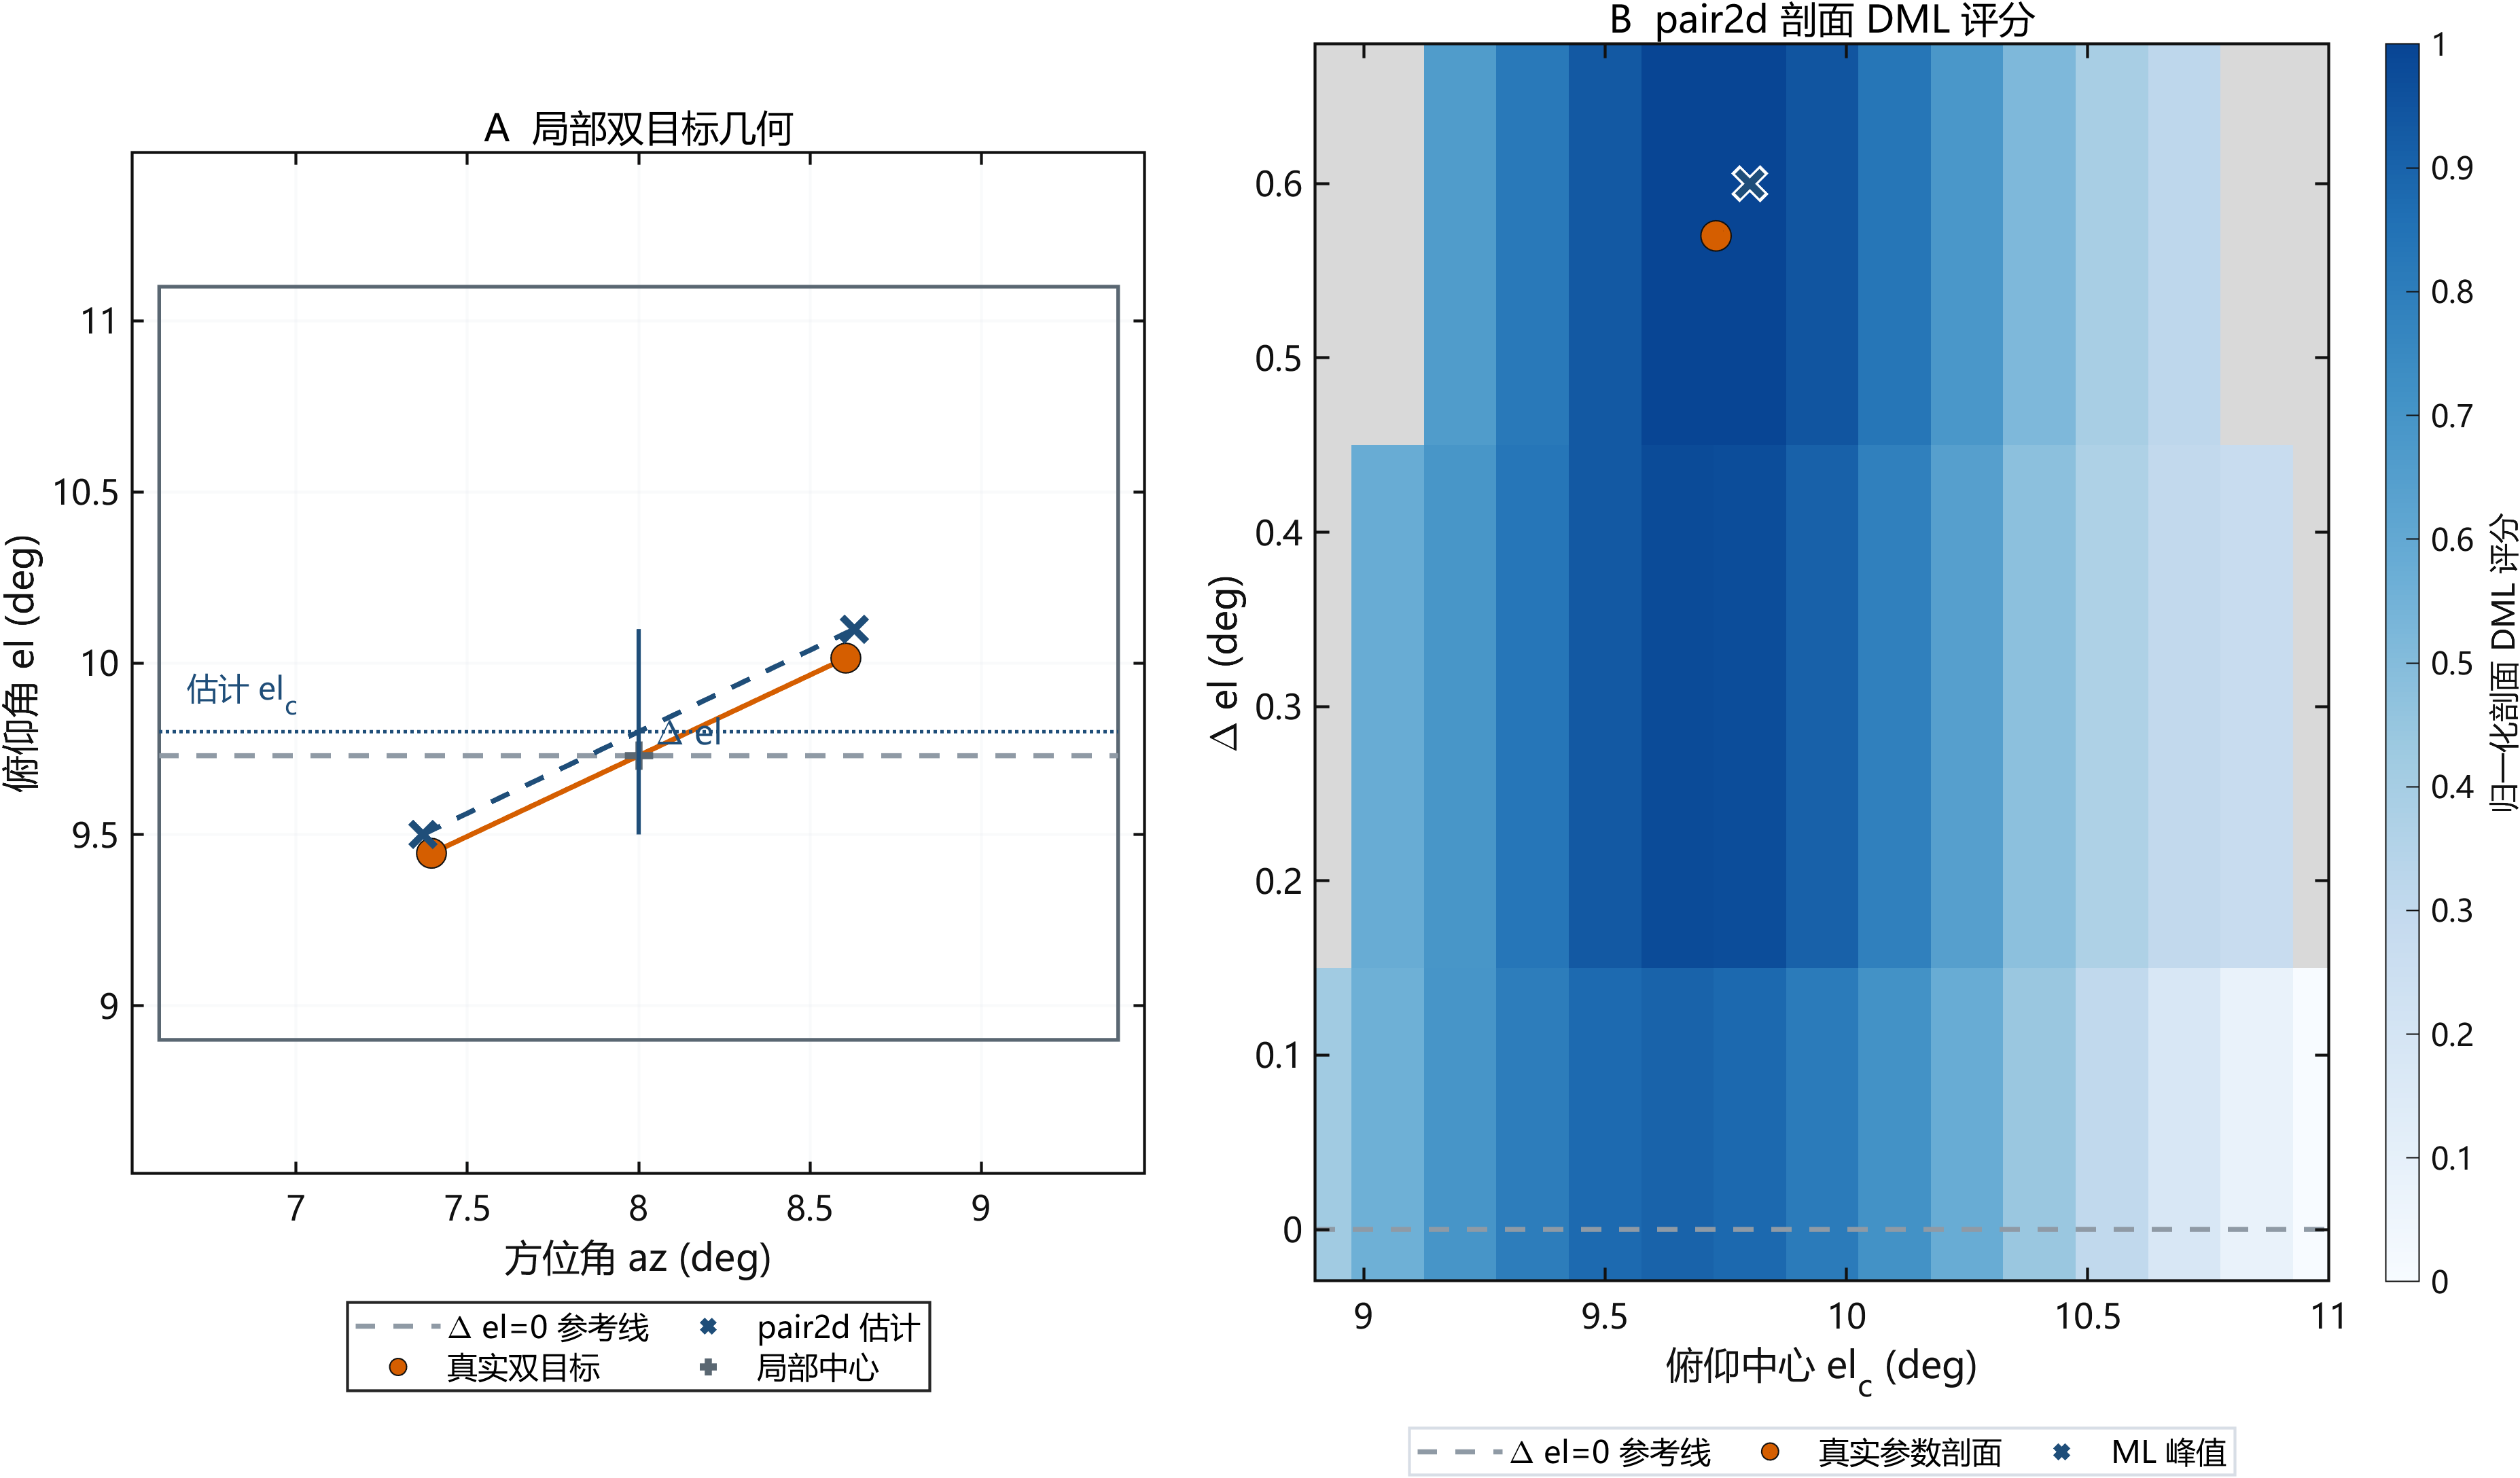 A 局部双目标几何
11
10.5
10
9.5
9
俯仰角 el (deg)
估计 elc
Δ el
7
7.5
8
8.5
9
方位角 az (deg)
Δ el=0 参考线
pair2d 估计
真实双目标
局部中心
B pair2d 剖面 DML 评分
0.6
0.5
0.4
0.3
0.2
0.1
0
Δ el (deg)
9
9.5
10
10.5
11
俯仰中心 elc (deg)
Δ el=0 参考线
真实参数剖面
ML 峰值
1
0.9
0.8
0.7
0.6
0.5
0.4
0.3
0.2
0.1
0
归一化剖面 DML 评分